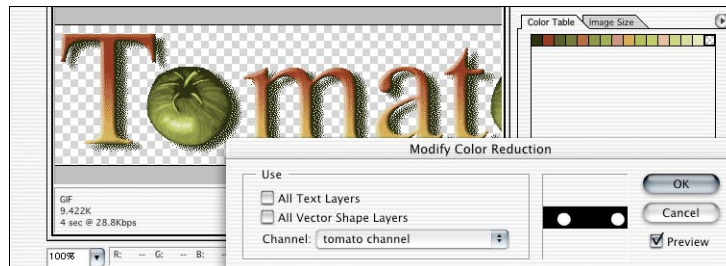 Color Table
Image Size
Tomat
Modify Color Reduction
Use
All Text Layers
All Vector Shape Layers
Channel: tomato channel
OK
Cancel
Preview
GIF
9.422K
4 sec @ 28.8Kbps
100% R: -- G: -- B: